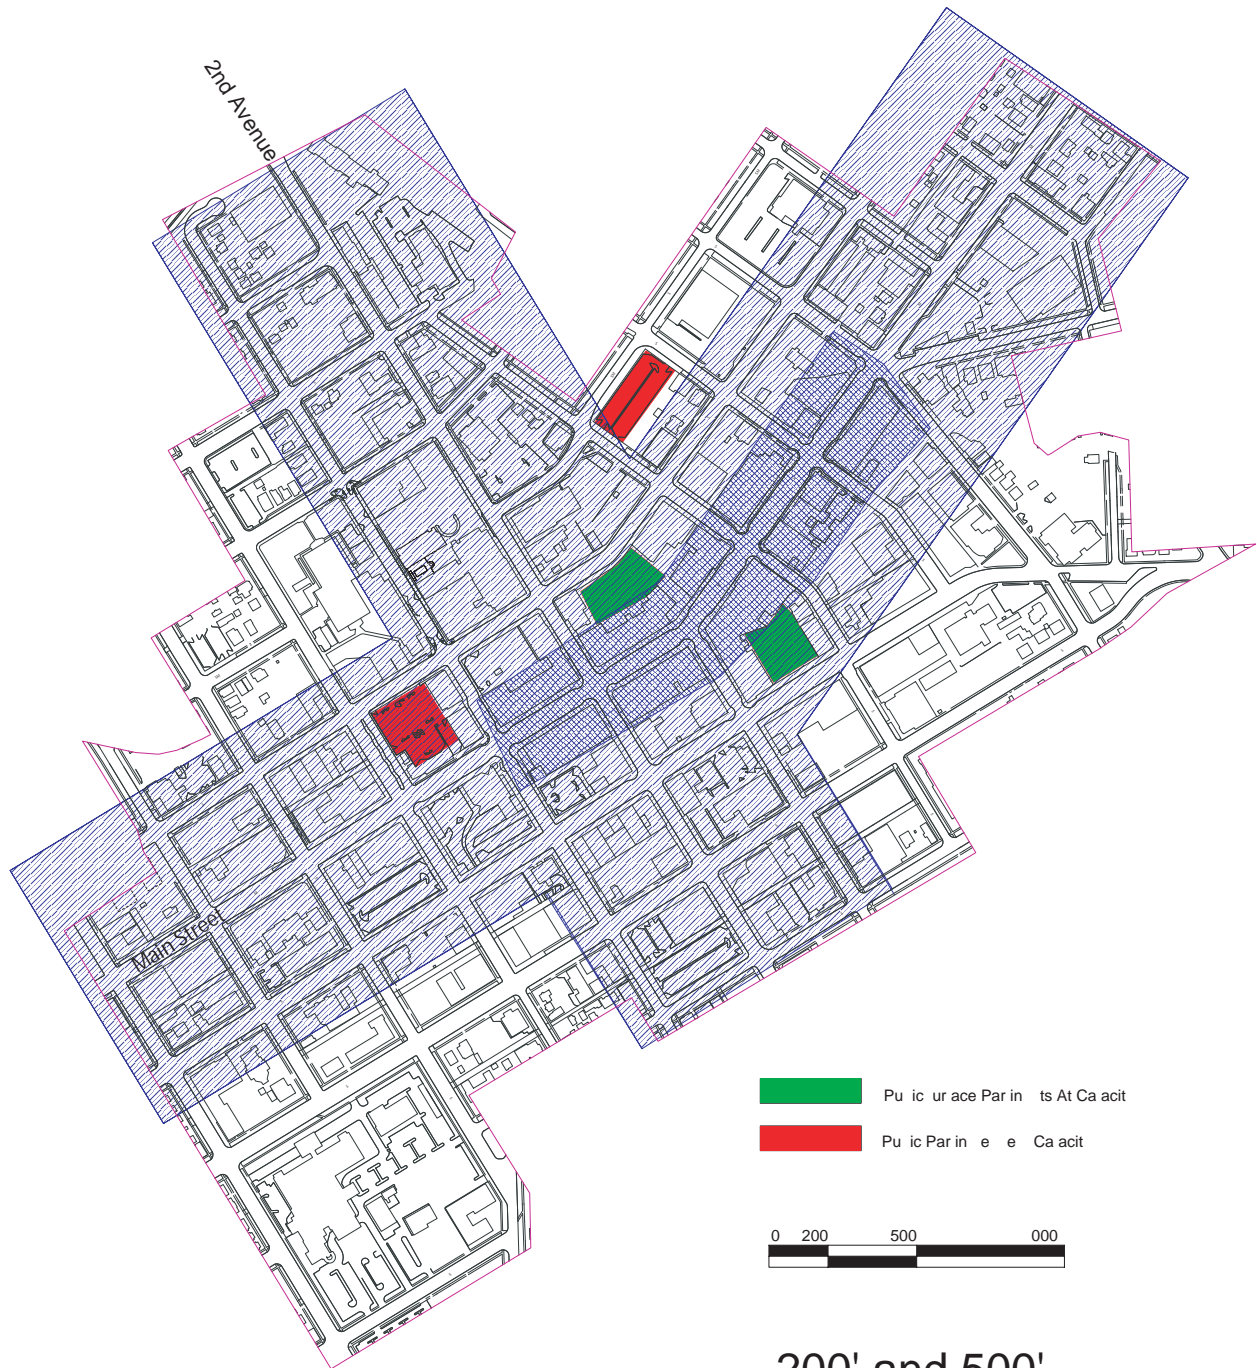 2nd Avenue
Main Street
Pu ic ur ace Par in ts At Ca acit
Pu ic Par in e e Ca acit
0 200 500 000
200' and 500'